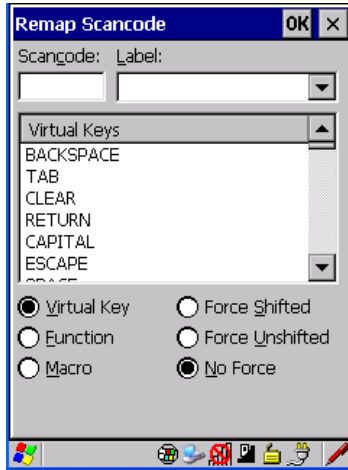 Remap Scancode OK
Scancode: Label:
Virtual Keys
BACKSPACE
TAB
CLEAR
RETURN
CAPITAL
ESCAPE
SPACE
Virtual Key Force Shifted
Function Force Unshifted
Macro No Force